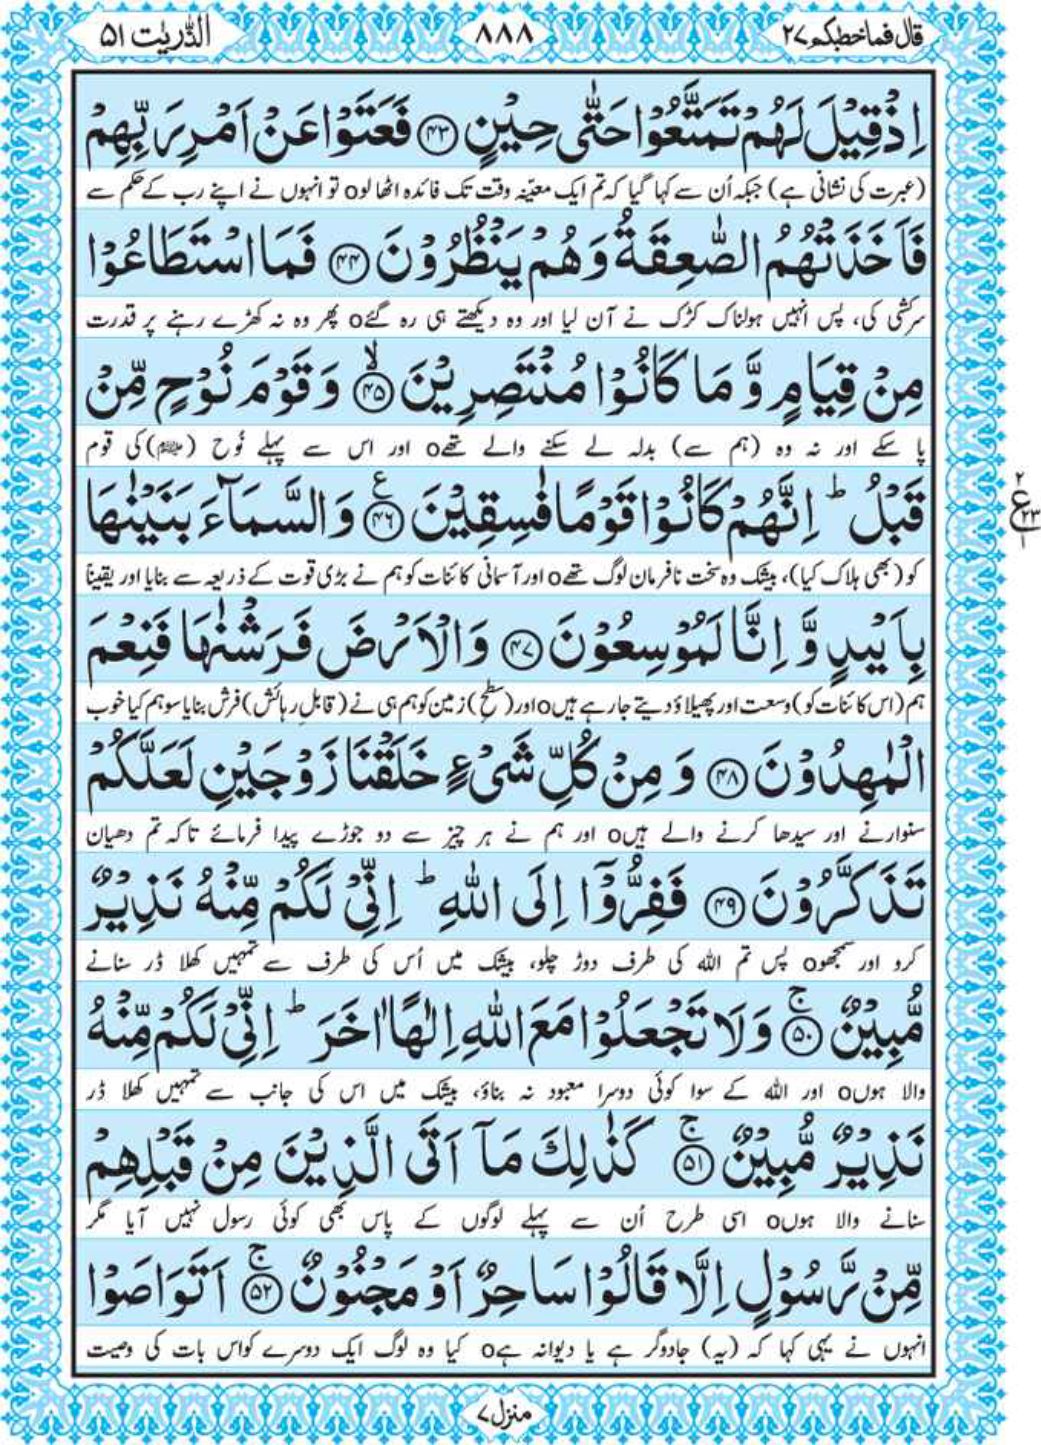 قال فماخطبکم ۲۷
۸۸۸
الذّٰریٰت ۵۱
اِذْ قِیْلَ لَهُمْ تَمَتَّعُوْا حَتّٰی حِیْنٍ ﴿۴۳﴾ فَعَتَوْا عَنْ اَمْرِ رَبِّهِمْ
(عبرت کی نشانی ہے) جبکہ اُن سے کہا گیا کہ تم ایک معیّنہ وقت تک فائدہ اٹھا لوo تو انہوں نے اپنے رب کے حکم سے
فَاَخَذَتْهُمُ الصّٰعِقَةُ وَ هُمْ یَنْظُرُوْنَ ﴿۴۴﴾ فَمَا اسْتَطَاعُوْا
سرکشی کی، پس انہیں ہولناک کڑک نے آن لیا اور وہ دیکھتے ہی رہ گئےo پھر وہ نہ کھڑے رہنے پر قدرت
مِنْ قِیَامٍ وَّ مَا كَانُوْا مُنْتَصِرِیْنَ ﴿۴۵﴾ۙ وَ قَوْمَ نُوْحٍ مِّنْ
پا سکے اور نہ وہ (ہم سے) بدلہ لے سکنے والے تھےo اور اس سے پہلے نُوح (علیہ السلام) کی قوم
قَبْلُ ؕ اِنَّهُمْ كَانُوْا قَوْمًا فٰسِقِیْنَ ﴿۴۶﴾ع وَ السَّمَآءَ بَنَیْنٰهَا
۲
ع
۲۳
۱
کو (بھی ہلاک کیا)، بیشک وہ سخت نافرمان لوگ تھےo اور آسمانی کائنات کو ہم نے بڑی قوت کے ذریعہ سے بنایا اور یقیناً
بِاَیْىدٍ وَّ اِنَّا لَمُوْسِعُوْنَ ﴿۴۷﴾ وَ الْاَرْضَ فَرَشْنٰهَا فَنِعْمَ
ہم (اس کائنات کو) وسعت اور پھیلاؤ دیتے جا رہے ہیںo اور (سطحِ) زمین کو ہم ہی نے (قابلِ رہائش) فرش بنایا سو ہم کیا خوب
الْمٰهِدُوْنَ ﴿۴۸﴾ وَ مِنْ كُلِّ شَیْءٍ خَلَقْنَا زَوْجَیْنِ لَعَلَّكُمْ
سنوارنے اور سیدھا کرنے والے ہیںo اور ہم نے ہر چیز سے دو جوڑے پیدا فرمائے تاکہ تم دھیان
تَذَكَّرُوْنَ ﴿۴۹﴾ فَفِرُّوْۤا اِلَی اللهِ ؕ اِنِّیْ لَكُمْ مِّنْهُ نَذِیْرٌ
کرو اور سمجھوo پس تم اللہ کی طرف دوڑ چلو، بیشک میں اُس کی طرف سے تمہیں کھلا ڈر سنانے
مُّبِیْنٌ ﴿۵۰﴾ۚ وَ لَا تَجْعَلُوْا مَعَ اللهِ اِلٰهًا اٰخَرَ ؕ اِنِّیْ لَكُمْ مِّنْهُ
والا ہوںo اور اللہ کے سوا کوئی دوسرا معبود نہ بناؤ، بیشک میں اس کی جانب سے تمہیں کھلا ڈر
نَذِیْرٌ مُّبِیْنٌ ﴿۵۱﴾ۚ كَذٰلِكَ مَاۤ اَتَی الَّذِیْنَ مِنْ قَبْلِهِمْ
سنانے والا ہوںo اسی طرح اُن سے پہلے لوگوں کے پاس بھی کوئی رسول نہیں آیا مگر
مِّنْ رَّسُوْلٍ اِلَّا قَالُوْا سَاحِرٌ اَوْ مَجْنُوْنٌ ﴿۵۲﴾ۚ اَتَوَاصَوْا
انہوں نے یہی کہا کہ (یہ) جادوگر ہے یا دیوانہ ہےo کیا وہ لوگ ایک دوسرے کو اس بات کی وصیت
منزل ۷